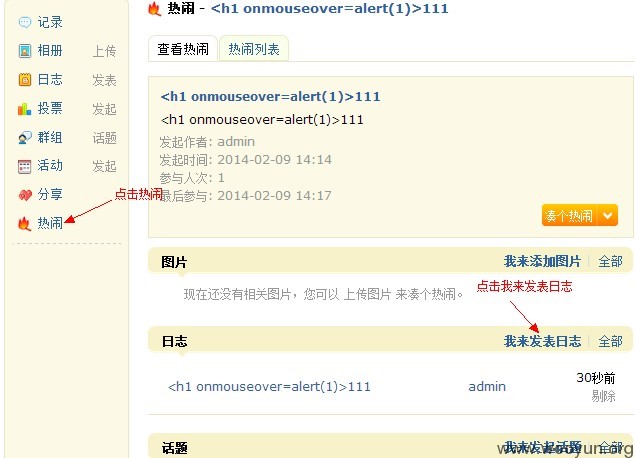 记录
相册 上传
日志 发表
投票 发起
群组 话题
活动 发起
分享
热闹
点击热闹
热闹 - <h1 onmouseover=alert(1)>111
查看热闹 热闹列表
<h1 onmouseover=alert(1)>111
<h1 onmouseover=alert(1)>111
发起作者: admin
发起时间: 2014-02-09 14:14
参与人次: 1
最后参与: 2014-02-09 14:17
凑个热闹
图片 我来添加图片 全部
现在还没有相关图片，您可以 上传图片 来凑个热闹。
点击我来发表日志
日志 我来发表日志 全部
<h1 onmouseover=alert(1)>111 admin 30秒前
剔除
话题 我来发起话题 全部
www.wooyun.org